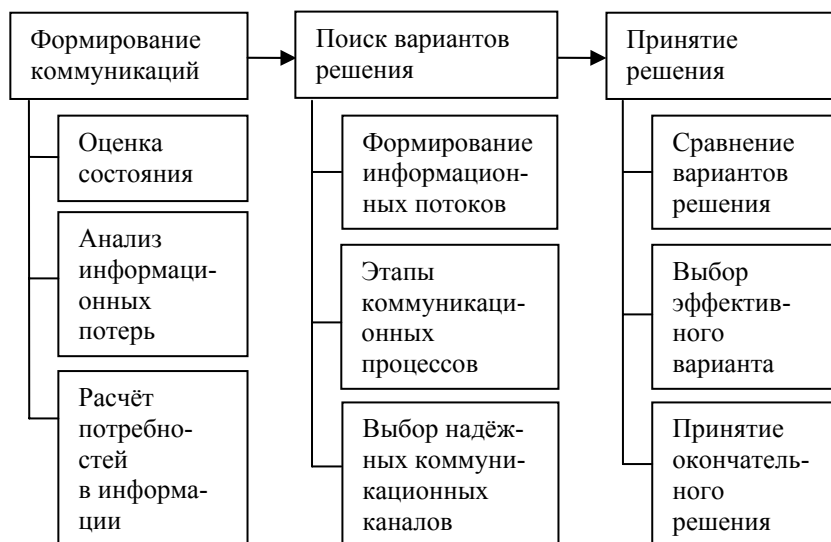 Формирование
коммуникаций
Поиск вариантов
решения
Принятие
решения
Оценка
состояния
Анализ
информаци-
онных
потерь
Расчёт
потребно-
стей
в информа-
ции
Формирование
информацион-
ных потоков
Этапы
коммуникаци-
онных
процессов
Выбор надёж-
ных коммуни-
кационных
каналов
Сравнение
вариантов
решения
Выбор
эффектив-
ного
варианта
Принятие
окончатель-
ного
решения